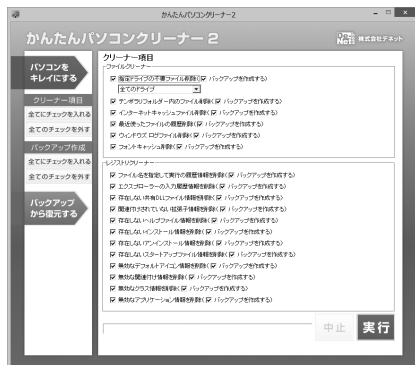 かんたんパソコンクリーナー2
かんたんパソコンクリーナー2
De-Net! 株式会社デネット
パソコンを
キレイにする
クリーナー項目
全てにチェックを入れる
全てのチェックを外す
バックアップ作成
全てにチェックを入れる
全てのチェックを外す
バックアップ
から復元する
クリーナー項目
ファイルクリーナー
指定ドライブの不要ファイル削除(バックアップを作成する)
全てのドライブ
テンポラリフォルダー内のファイル削除(バックアップを作成する)
インターネットキャッシュファイル削除(バックアップを作成する)
最近使ったファイルの履歴削除(バックアップを作成する)
ウィンドウズ ログファイル削除(バックアップを作成する)
フォントキャッシュ削除(バックアップを作成する)
レジストリクリーナー
ファイル名を指定して実行の履歴情報を削除(バックアップを作成する)
エクスプローラーの入力履歴情報を削除(バックアップを作成する)
存在しない共有DLLファイル情報を削除(バックアップを作成する)
関連付けされていない拡張子情報を削除(バックアップを作成する)
存在しないヘルプファイル情報を削除(バックアップを作成する)
存在しないインストール情報を削除(バックアップを作成する)
存在しないアンインストール情報を削除(バックアップを作成する)
存在しないスタートアップファイル情報を削除(バックアップを作成する)
無効なデフォルトアイコン情報を削除(バックアップを作成する)
無効な関連付け情報を削除(バックアップを作成する)
無効なクラス情報を削除(バックアップを作成する)
無効なアプリケーション情報を削除(バックアップを作成する)
中止 実行